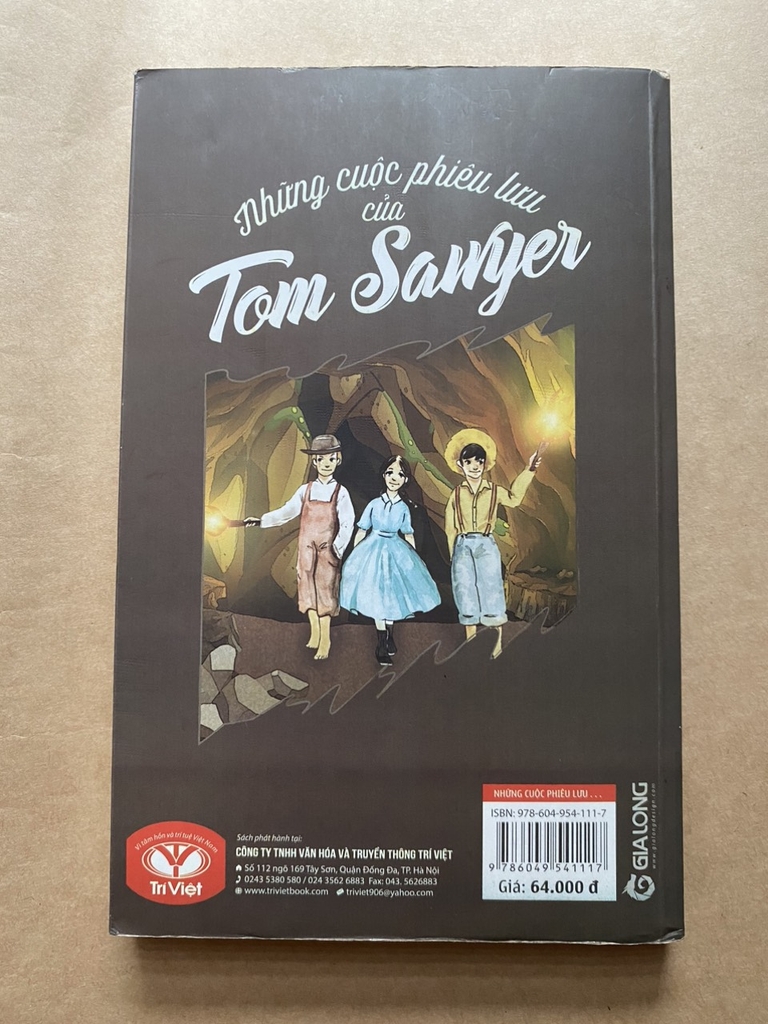 Những cuộc phiêu lưu
của
Tom Sawyer
NHỮNG CUỘC PHIÊU LƯU . . .
ISBN: 978-604-954-111-7
9 786049 541117
Giá: 64.000 đ
GIALONG
www.gialongdesign.com
Vì tâm hồn và trí tuệ Việt Nam
Trí Việt
Sách phát hành tại:
CÔNG TY TNHH VĂN HÓA VÀ TRUYỀN THÔNG TRÍ VIỆT
Số 112 ngõ 169 Tây Sơn, Quận Đống Đa, TP. Hà Nội
0243 5380 580 / 024 3562 6883 Fax: 043. 5626883
www.trivietbook.com triviet906@yahoo.com